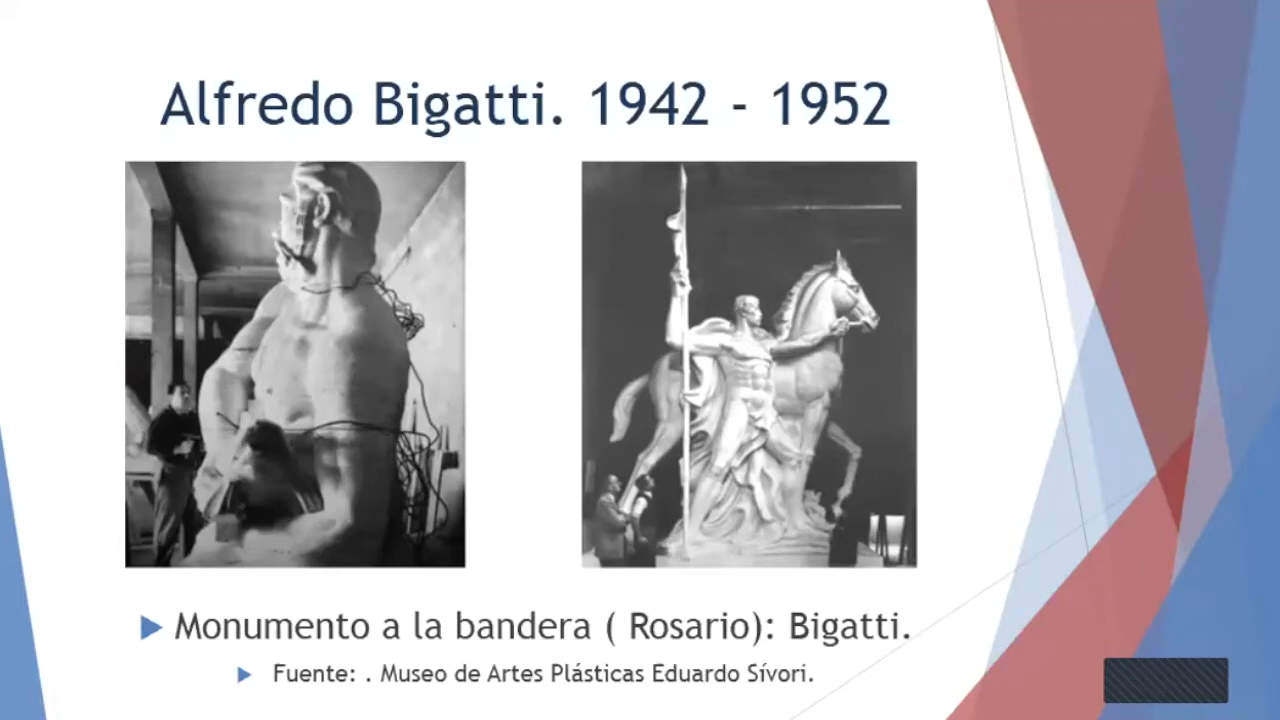 Alfredo Bigatti. 1942 - 1952
Monumento a la bandera ( Rosario): Bigatti.
Fuente: . Museo de Artes Plásticas Eduardo Sívori.